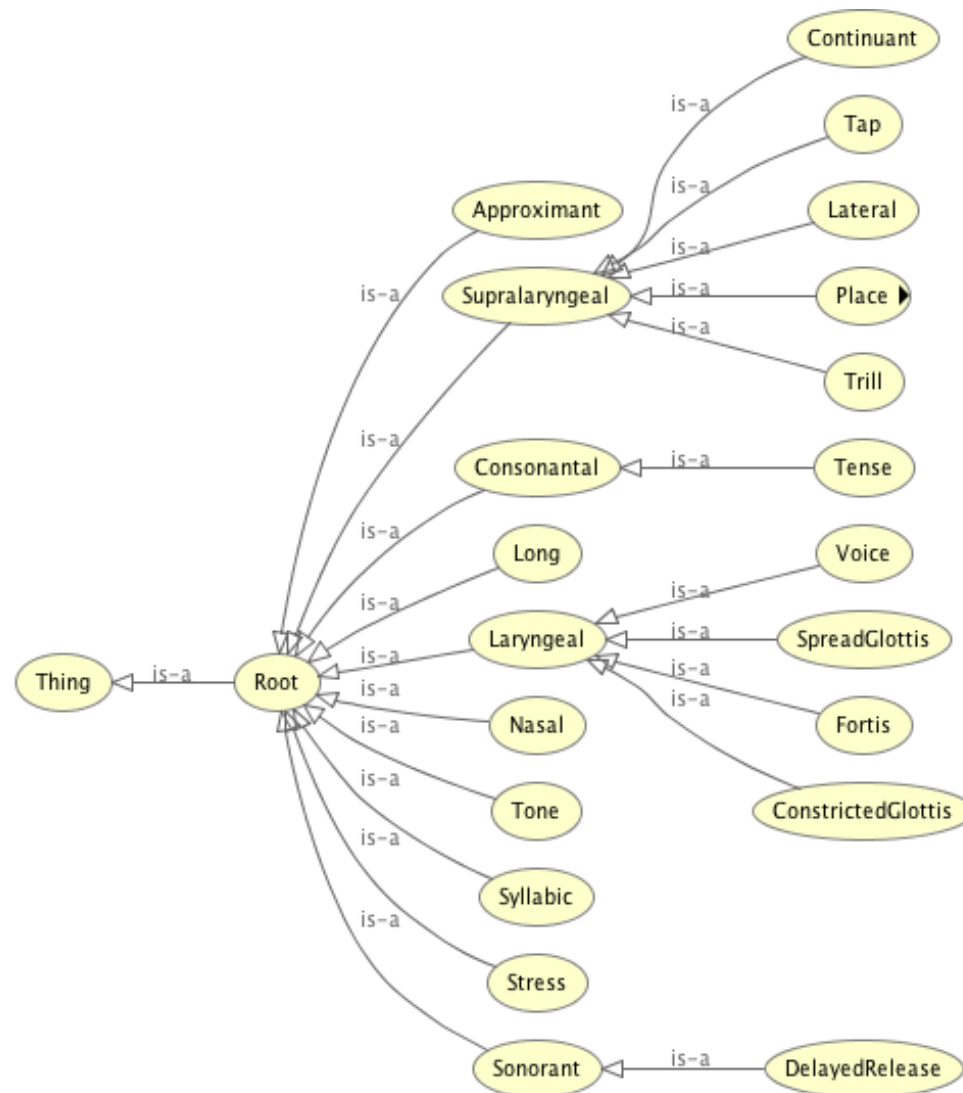 Continuant
is-a
Tap
is-a
Approximant
Lateral
is-a
is-a
Supralaryngeal
is-a
Place
is-a
Trill
is-a
Consonantal
is-a
Tense
is-a
Long
Voice
is-a
is-a
Laryngeal
is-a
SpreadGlottis
is-a
Thing
is-a
Root
is-a
is-a
Nasal
Fortis
is-a
is-a
Tone
ConstrictedGlottis
is-a
is-a
Syllabic
is-a
Stress
Sonorant
is-a
DelayedRelease